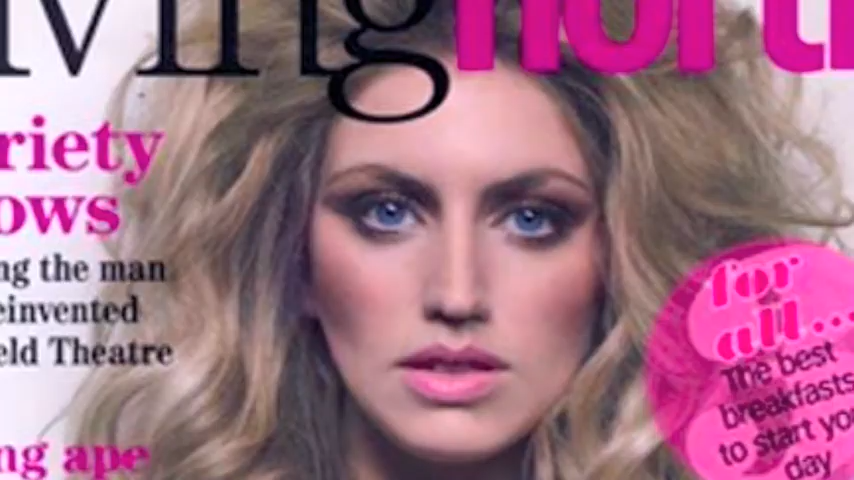 ving north
riety
ows
ng the man
einvented
eld Theatre
ng ape
for
all...
The best
breakfasts
to start you
day